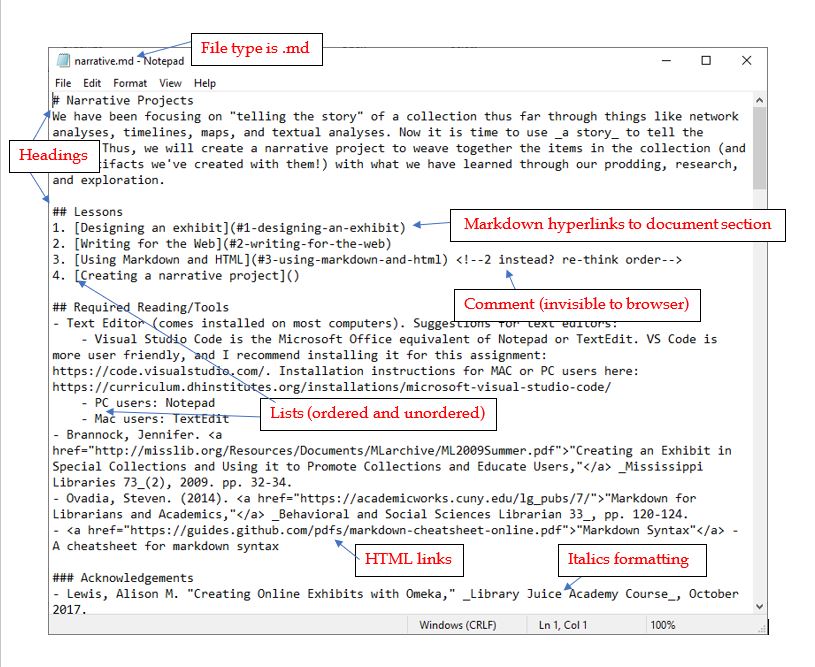 File type is .md
narrative.md - Notepad
File Edit Format View Help
# Narrative Projects
We have been focusing on "telling the story" of a collection thus far through things like network
analyses, timelines, maps, and textual analyses. Now it is time to use _a story_ to tell the
Thus, we will create a narrative project to weave together the items in the collection (and
Headings
we've created with them!) with what we have learned through our prodding, research,
and exploration.
## Lessons
1. [Designing an exhibit](#1-designing-an-exhibit)
Markdown hyperlinks to document section
2. [Writing for the Web](#2-writing-for-the-web)
3. [Using Markdown and HTML](#3-using-markdown-and-html) <!--2 instead? re-think order-->
4. [Creating a narrative project]()
Comment (invisible to browser)
## Required Reading/Tools
- Text Editor (comes installed on most computers). Suggestions for text editors:
- Visual Studio Code is the Microsoft Office equivalent of Notepad or TextEdit. VS Code is
more user friendly, and I recommend installing it for this assignment:
https://code.visualstudio.com/. Installation instructions for MAC or PC users here:
https://curriculum.dhinstitutes.org/installations/microsoft-visual-studio-code/
- PC users: Notepad
Lists (ordered and unordered)
- Mac users: TextEdit
- Brannock, Jennifer. <a
href="http://misslib.org/Resources/Documents/MLarchive/ML2009Summer.pdf">"Creating an Exhibit in
Special Collections and Using it to Promote Collections and Educate Users,"</a> _Mississippi
Libraries 73_(2), 2009. pp. 32-34.
- Ovadia, Steven. (2014). <a href="https://academicworks.cuny.edu/lg_pubs/7/">"Markdown for
Librarians and Academics,"</a> _Behavioral and Social Sciences Librarian 33_, pp. 120-124.
- <a href="https://guides.github.com/pdfs/markdown-cheatsheet-online.pdf">"Markdown Syntax"</a> -
A cheatsheet for markdown syntax
HTML links
Italics formatting
### Acknowledgements
- Lewis, Alison M. "Creating Online Exhibits with Omeka," _Library Juice Academy Course_, October
2017.
Windows (CRLF) Ln 1, Col 1 100%